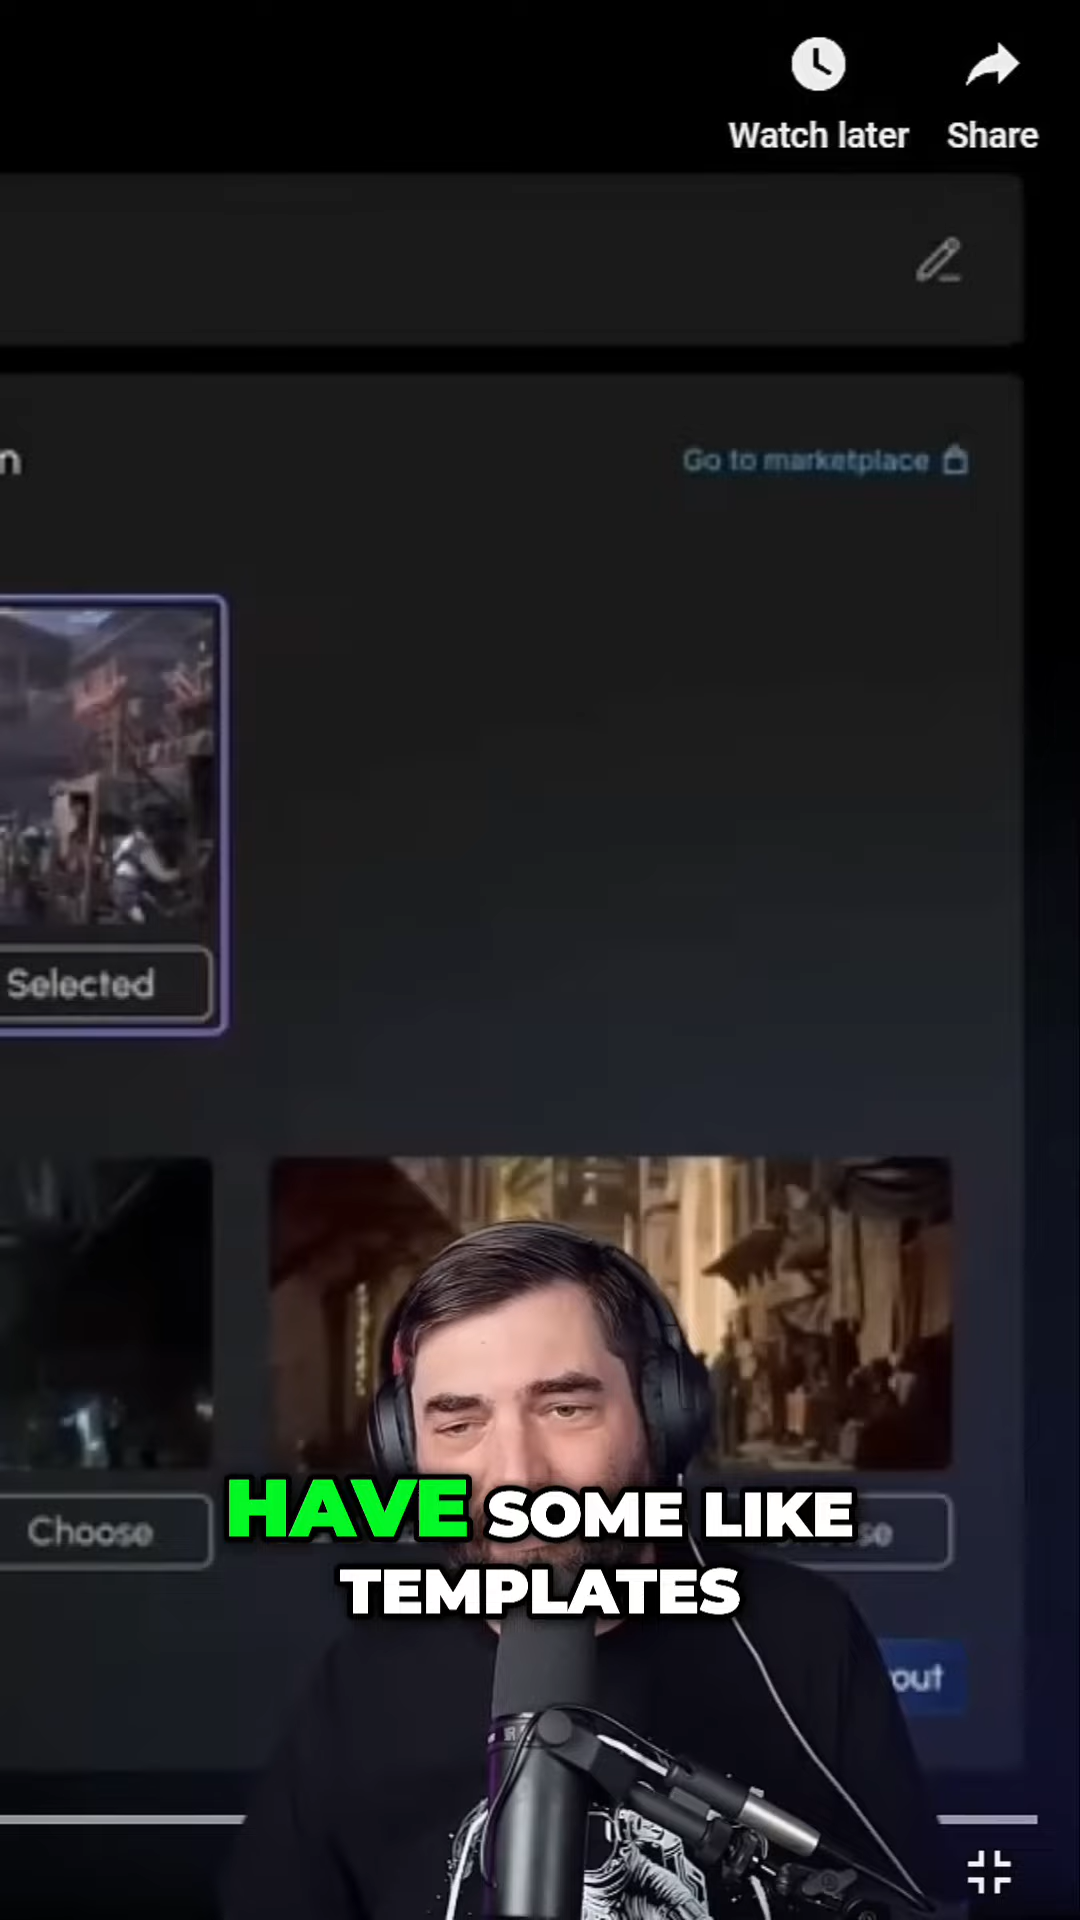 Watch later
Share
Go to marketplace
Selected
Choose
HAVE SOME LIKE
TEMPLATES